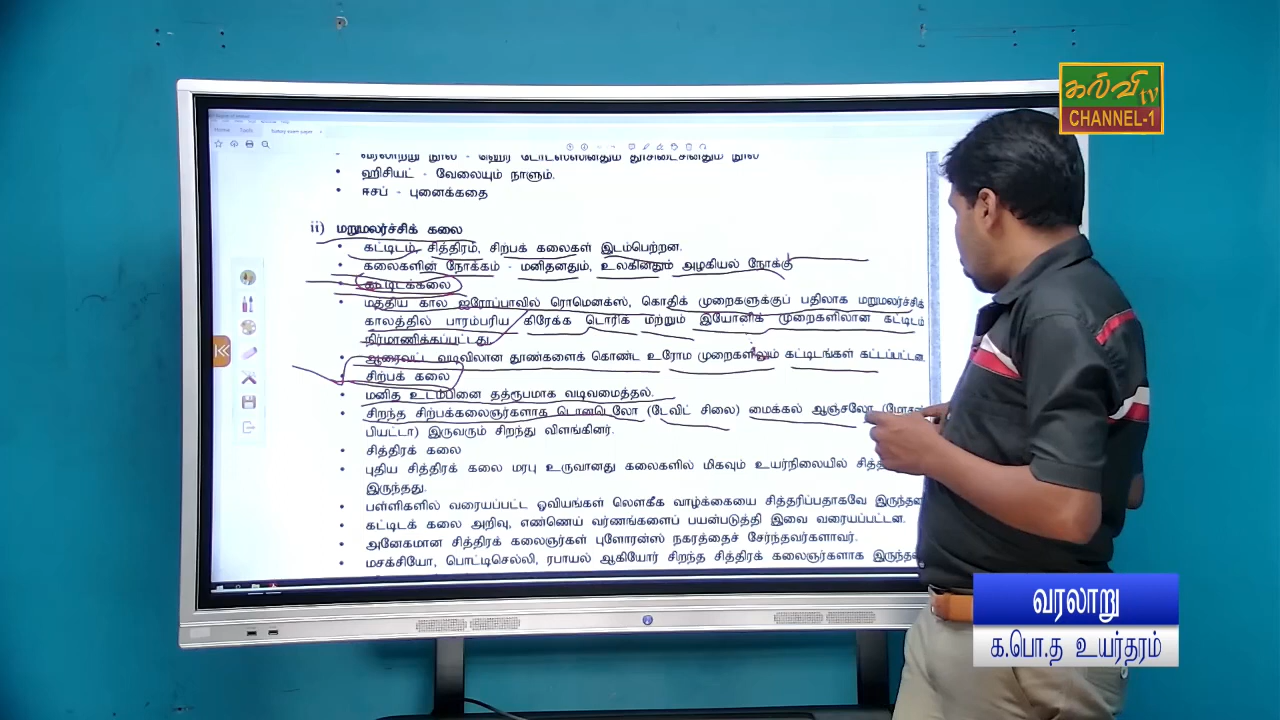 கல்வி tv
CHANNEL-1
Home Tools
ஹிசியட் - வேலையும் நாளும்.
ஈசப் - புனைக்கதை
ii) மறுமலர்ச்சிக் கலை
கட்டிடம், சித்திரம், சிற்பக் கலைகள் இடம்பெற்றன.
கலைகளின் நோக்கம் - மனிதனதும், உலகினதும் அழகியல் நோக்கு
கட்டிடக்கலை
மத்திய கால ஐரோப்பாவில் ரொமெனக்ஸ், கொதிக் முறைகளுக்குப் பதிலாக மறுமலர்ச்சிக்
காலத்தில் பாரம்பரிய கிரேக்க டொரிக மற்றும் இயோனிக் முறைகளிலான கட்டிடம்
நிர்மாணிக்கப்பட்டது
ஆரைவட்ட வடிவிலான தூண்களைக் கொண்ட உரோம முறைகளிலும் கட்டிடங்கள் கட்டப்பட்டன
சிற்பக் கலை
மனித உடம்பினை தத்ரூபமாக வடிவமைத்தல்.
சிறந்த சிற்பக்கலைஞர்களாக டொனடெலோ (டேவிட் சிலை) மைக்கல் ஆஞ்சலோ
பியட்டா) இருவரும் சிறந்து விளங்கினர்.
சித்திரக் கலை
புதிய சித்திரக் கலை மரபு உருவானது கலைகளில் மிகவும் உயர்நிலையில்
இருந்தது.
பள்ளிகளில் வரையப்பட்ட ஓவியங்கள் லௌகீக வாழ்க்கையை சித்தரிப்பதாகவே இருந்தன
கட்டிடக் கலை அறிவு, எண்ணெய் வர்ணங்களைப் பயன்படுத்தி இவை வரையப்பட்டன.
அனேகமான சித்திரக் கலைஞர்கள் புளோரன்ஸ் நகரத்தைச் சேர்ந்தவர்களாவர்.
மசக்சியோ, பொட்டிசெல்லி, ரபாயல் ஆகியோர் சிறந்த சித்திரக் கலைஞர்களாக
வரலாறு
க.பொ.த உயர்தரம்